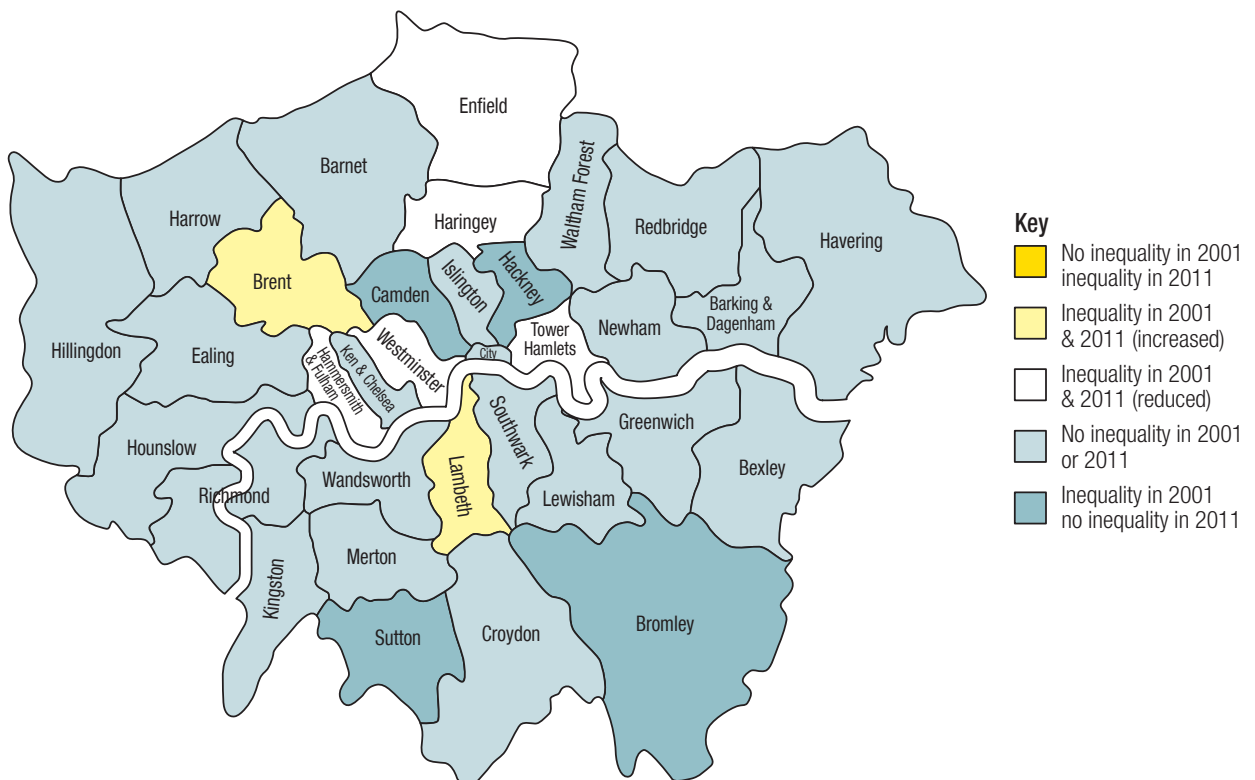 Enfield
Barnet
Waltham Forest
Harrow
Haringey
Redbridge
Havering
Brent
Camden
Islington
Hackney
Hillingdon
Ealing
Hammersmith
& Fulham
Ken & Chelsea
Westminster
City
Tower
Hamlets
Newham
Barking &
Dagenham
Hounslow
Richmond
Wandsworth
Lambeth
Southwark
Lewisham
Greenwich
Bexley
Kingston
Merton
Sutton
Croydon
Bromley
Key
No inequality in 2001
inequality in 2011
Inequality in 2001
& 2011 (increased)
Inequality in 2001
& 2011 (reduced)
No inequality in 2001
or 2011
Inequality in 2001
no inequality in 2011